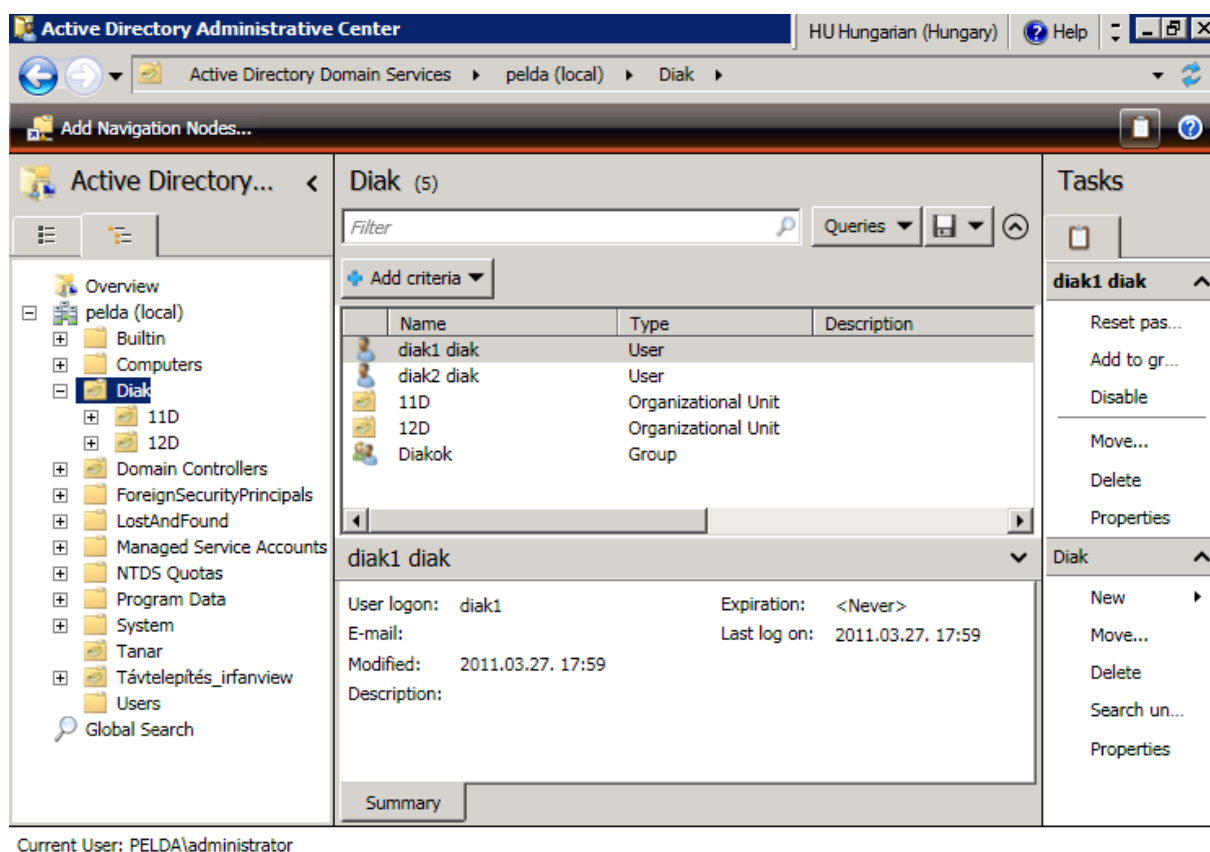 Active Directory Administrative Center
HU Hungarian (Hungary)
Help
Active Directory Domain Services
pelda (local)
Diak
Add Navigation Nodes...
Active Directory...
Overview
pelda (local)
Builtin
Computers
Diak
11D
12D
Domain Controllers
ForeignSecurityPrincipals
LostAndFound
Managed Service Accounts
NTDS Quotas
Program Data
System
Tanar
Távtelepítés_irfanview
Users
Global Search
Diak (5)
Filter
Queries
Add criteria
Name Type Description
diak1 diak User
diak2 diak User
11D Organizational Unit
12D Organizational Unit
Diakok Group
diak1 diak
User logon: diak1 Expiration: <Never>
E-mail: Last log on: 2011.03.27. 17:59
Modified: 2011.03.27. 17:59
Description:
Summary
Tasks
diak1 diak
Reset pas...
Add to gr...
Disable
Move...
Delete
Properties
Diak
New
Move...
Delete
Search un...
Properties
Current User: PELDA\administrator